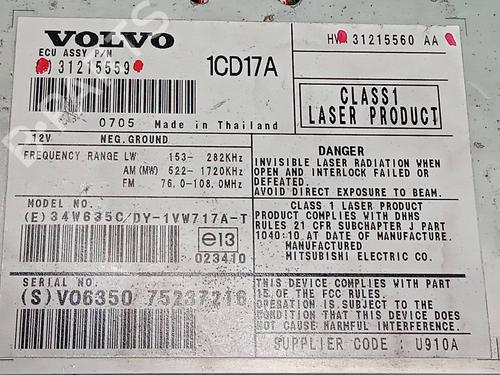 VOLVO
ECU ASSY P/N
) 31215559
1CD17A
HW 31215560 AA
CLASS1
LASER PRODUCT
0705 Made in Thailand
12V NEG.GROUND
FREQUENCY RANGE LW 153- 282KHz
AM (MW) 522- 1720KHz
FM 76.0-108.0MHz
DANGER
INVISIBLE LASER RADIATION WHEN
OPEN AND INTERLOCK FAILED OR
DEFEATED.
AVOID DIRECT EXPOSURE TO BEAM.
MODEL NO.
(E) 34W635C/DY-1VW717A-T
e13
023410
CLASS 1 LASER PRODUCT
PRODUCT COMPLIES WITH DHHS
RULES 21 CFR SUBCHAPTER J PART
1040:10 AT DATE OF MANUFACTURE.
MANUFACTURED
MITSUBISHI ELECTRIC CO.
SERIAL NO.
(S) V06350 75237216
THIS DEVICE COMPLIES WITH PART
15 OF THE FCC RULES.
OPERATION IS SUBJECT TO THE
CONDITION THAT THIS DEVICE DOES
NOT CAUSE HARMFUL INTERFERENCE.
SUPPLIER CODE : U910A